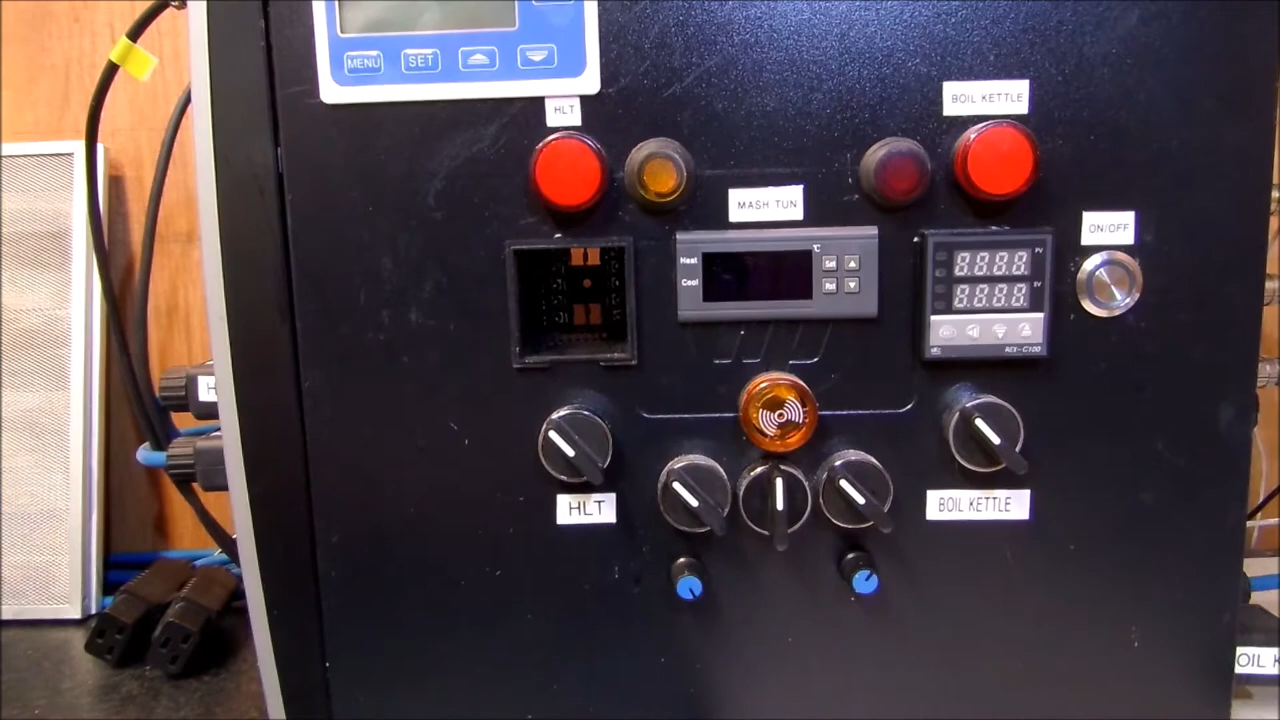 MENU
SET
HLT
BOIL KETTLE
MASH TUN
ON/OFF
°C
Heat
Cool
Set
Rst
PV
8.8.8.8.
SV
8.8.8.8.
REX-C100
H
HLT
BOIL KETTLE
OIL K